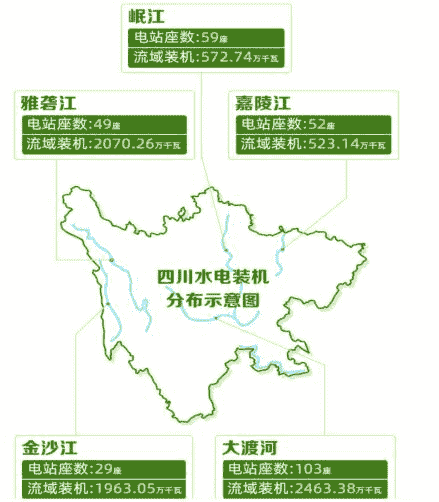 岷江
电站座数:59座
流域装机:572.74万千瓦
雅砻江
电站座数:49座
流域装机:2070.26万千瓦
嘉陵江
电站座数:52座
流域装机:523.14万千瓦
四川水电装机
分布示意图
金沙江
电站座数:29座
流域装机:1963.05万千瓦
大渡河
电站座数:103座
流域装机:2463.38万千瓦